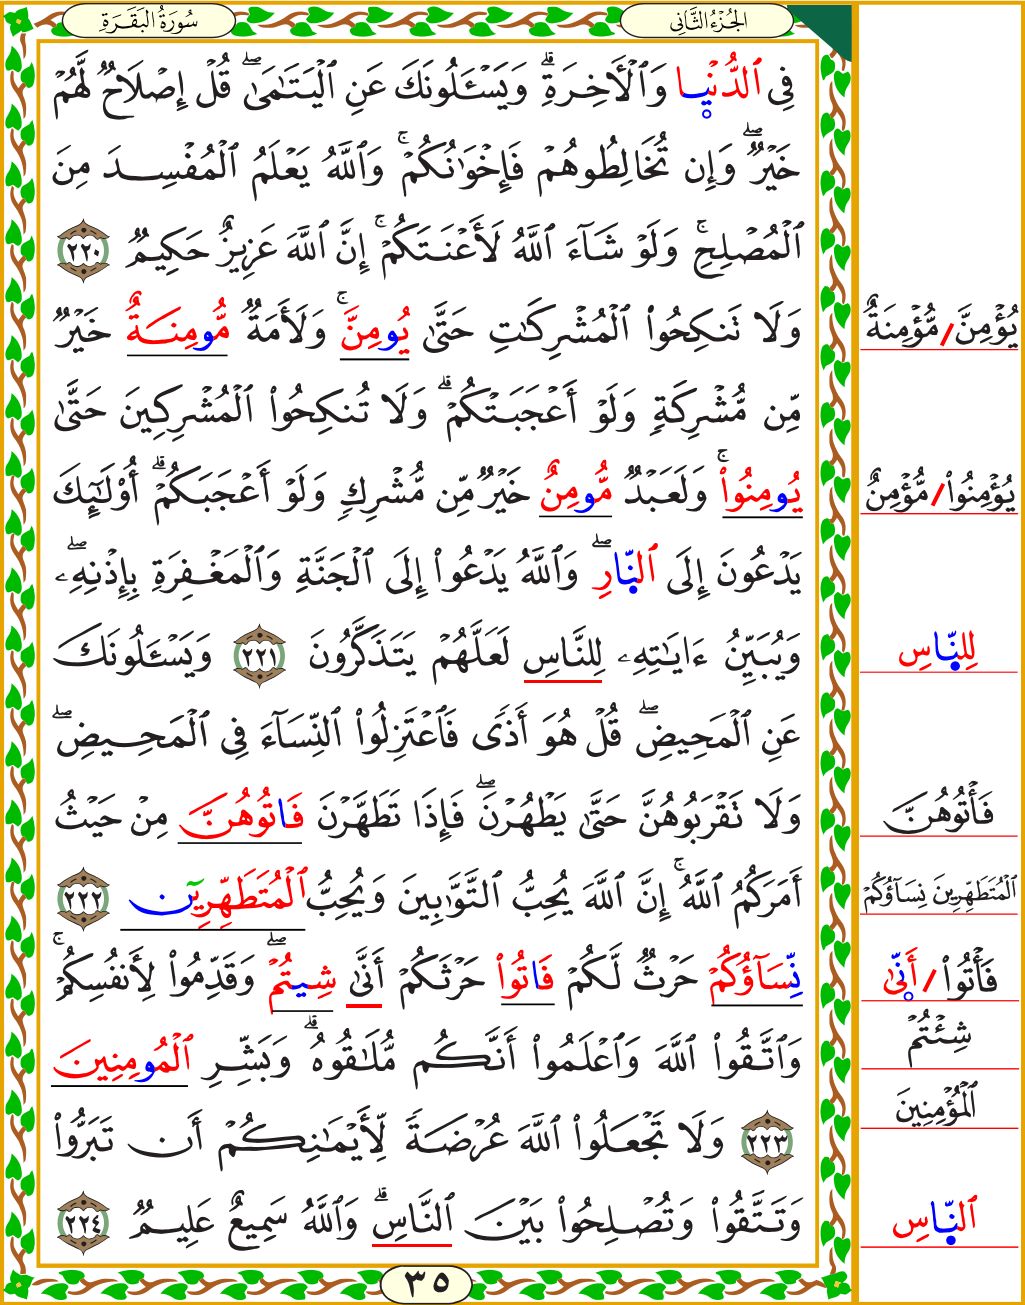 سُورَةُ البَقَرَةِ
الجُزْءُ الثَّانِي
فِي ٱلدُّنْيَا وَٱلْأَخِرَةِۗ وَيَسْـَٔلُونَكَ عَنِ ٱلْيَتَـٰمَىٰۖ قُلْ إِصْلَاحٌ لَّهُمْ
خَيْرٌۖ وَإِن تُخَالِطُوهُمْ فَإِخْوَٰنُكُمْۚ وَٱللَّهُ يَعْلَمُ ٱلْمُفْسِدَ مِنَ
ٱلْمُصْلِحِۚ وَلَوْ شَآءَ ٱللَّهُ لَأَعْنَتَكُمْۚ إِنَّ ٱللَّهَ عَزِيزٌ حَكِيمٌ ٢٢٠
وَلَا تَنكِحُوا۟ ٱلْمُشْرِكَـٰتِ حَتَّىٰ يُومِنَّۚ وَلَأَمَةٌ مُّومِنَةٌ خَيْرٌ
مِّن مُّشْرِكَةٍ وَلَوْ أَعْجَبَتْكُمْۗ وَلَا تُنكِحُوا۟ ٱلْمُشْرِكِينَ حَتَّىٰ
يُومِنُوا۟ۚ وَلَعَبْدٌ مُّومِنٌ خَيْرٌ مِّن مُّشْرِكٍ وَلَوْ أَعْجَبَكُمْۗ أُو۟لَـٰٓئِكَ
يَدْعُونَ إِلَى ٱلنَّارِۖ وَٱللَّهُ يَدْعُوٓا۟ إِلَى ٱلْجَنَّةِ وَٱلْمَغْفِرَةِ بِإِذْنِهِۦۖ
وَيُبَيِّنُ ءَايَـٰتِهِۦ لِلنَّاسِ لَعَلَّهُمْ يَتَذَكَّرُونَ ٢٢١ وَيَسْـَٔلُونَكَ
عَنِ ٱلْمَحِيضِۖ قُلْ هُوَ أَذًى فَٱعْتَزِلُوا۟ ٱلنِّسَآءَ فِي ٱلْمَحِيضِۖ
وَلَا تَقْرَبُوهُنَّ حَتَّىٰ يَطْهُرْنَۖ فَإِذَا تَطَهَّرْنَ فَاتُوهُنَّ مِنْ حَيْثُ
أَمَرَكُمُ ٱللَّهُۚ إِنَّ ٱللَّهَ يُحِبُّ ٱلتَّوَّٰبِينَ وَيُحِبُّ ٱلْمُتَطَهِّرِين ٢٢٢
نِّسَآؤُكُمْ حَرْثٌ لَّكُمْ فَاتُوا۟ حَرْثَكُمْ أَنَّىٰ شِيتُمْۖ وَقَدِّمُوا۟ لِأَنفُسِكُمْۚ
وَٱتَّقُوا۟ ٱللَّهَ وَٱعْلَمُوٓا۟ أَنَّكُم مُّلَـٰقُوهُۗ وَبَشِّرِ ٱلْمُومِنِينَ
٢٢٣ وَلَا تَجْعَلُوا۟ ٱللَّهَ عُرْضَةً لِّأَيْمَـٰنِكُمْ أَن تَبَرُّوا۟
وَتَتَّقُوا۟ وَتُصْلِحُوا۟ بَيْنَ ٱلنَّاسِۗ وَٱللَّهُ سَمِيعٌ عَلِيمٌ ٢٢٤
٣٥
يُؤْمِنَّ/مُّؤْمِنَةٌ
يُؤْمِنُوا۟/مُّؤْمِنٌ
لِلنَّاسِ
فَأْتُوهُنَّ
ٱلْمُتَطَهِّرِينَ نِسَآؤُكُمْ
فَأْتُوا۟/أَنَّىٰ
شِئْتُمْ
ٱلْمُؤْمِنِينَ
ٱلنَّاسِ